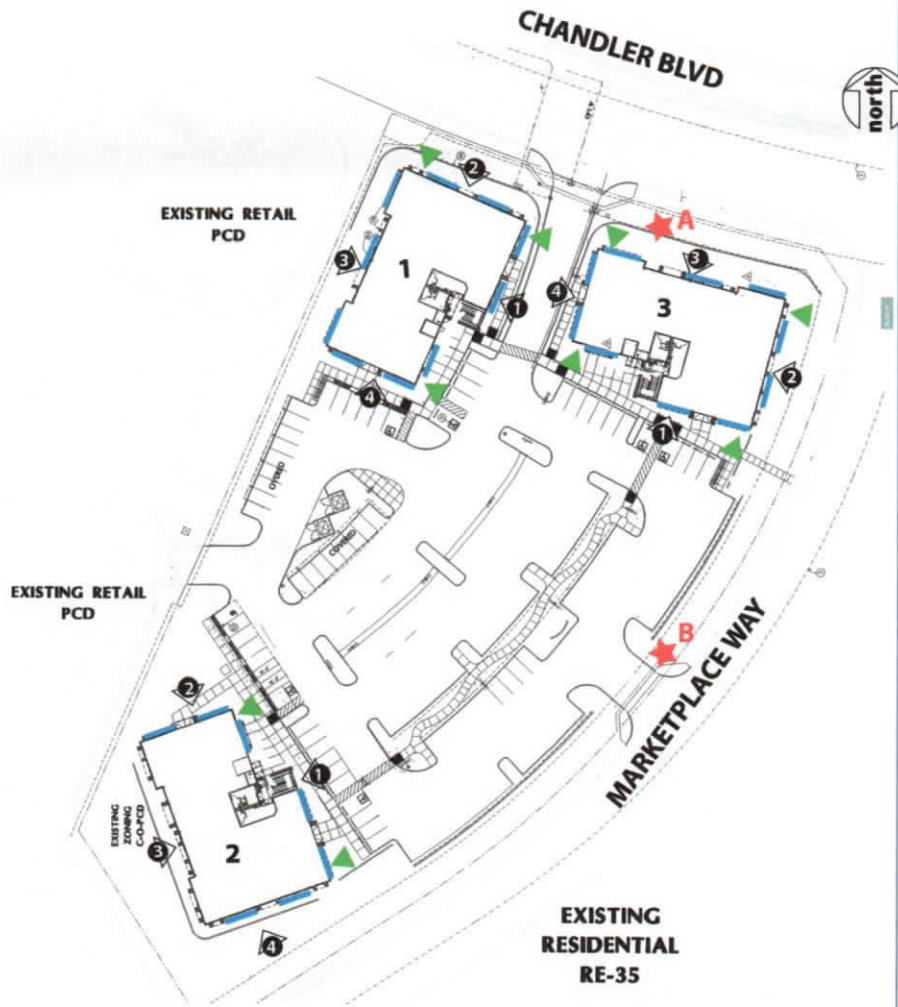 CHANDLER BLVD
north
EXISTING RETAIL
PCD
2
A
3
3
1
1
4
3
2
4
1
COVERED
COVERED
EXISTING RETAIL
PCD
B
MARKETPLACE WAY
2
1
EXISTING
ZONING
C-O-PCD
3
2
4
EXISTING
RESIDENTIAL
RE-35